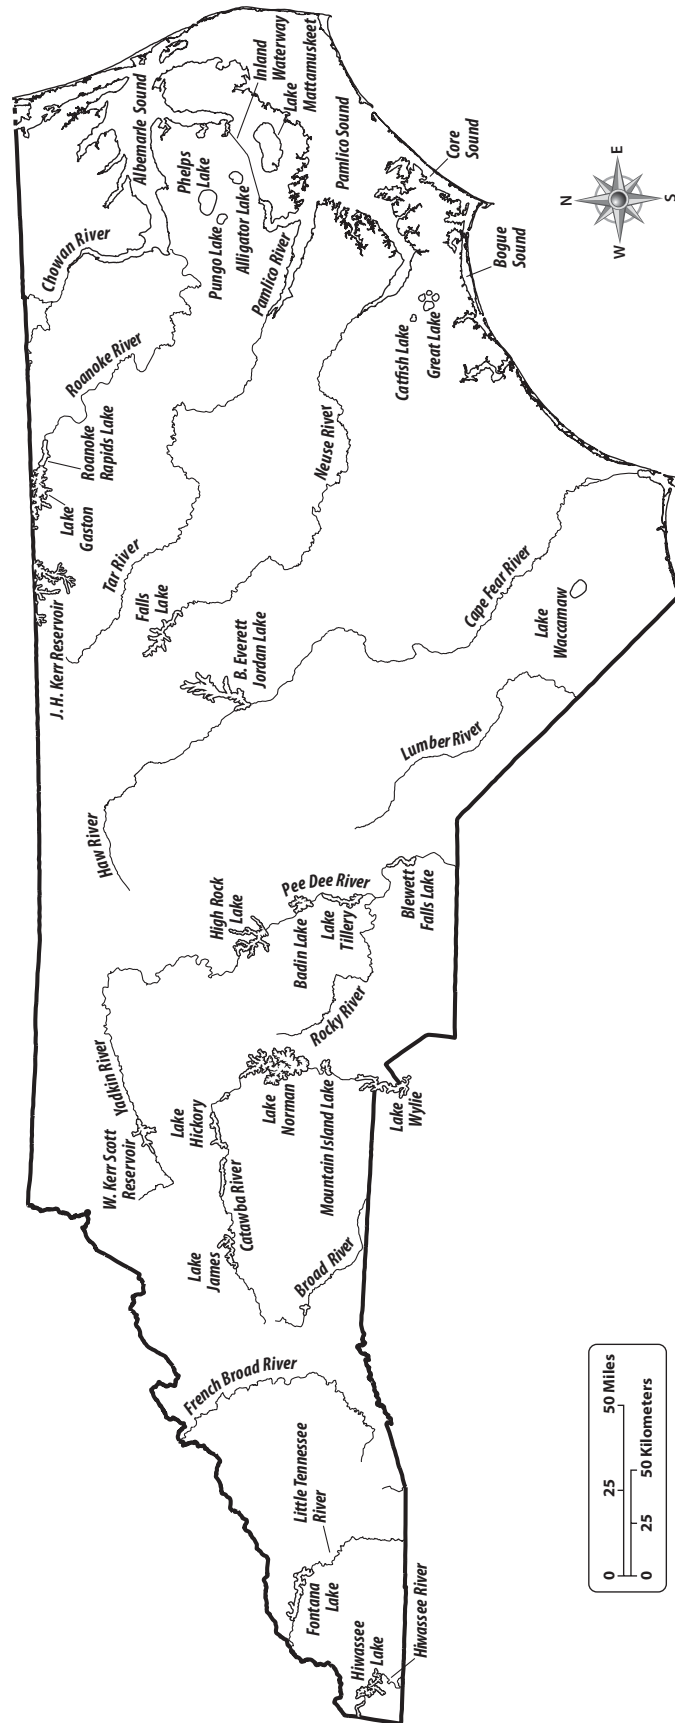 Chowan River
Roanoke River
Albemarle Sound
Phelps
Lake
Pungo Lake
Alligator Lake
Inland
Waterway
Lake
Mattamuskeet
Pamlico River
Pamlico Sound
Core
Sound
Bogue
Sound
Catfish Lake
Great Lake
Neuse River
Tar River
Roanoke
Rapids Lake
Lake
Gaston
J.H. Kerr Reservoir
Falls
Lake
B. Everett
Jordan Lake
Haw River
Cape Fear River
Lake
Waccamaw
Lumber River
Pee Dee River
High Rock
Lake
Badin Lake
Lake
Tillery
Blewett
Falls Lake
Rocky River
Yadkin River
W. Kerr Scott
Reservoir
Lake
Hickory
Lake
Norman
Mountain Island Lake
Lake
Wylie
Catawba River
Lake
James
Broad River
French Broad River
Little Tennessee
River
Fontana
Lake
Hiwassee
Lake
Hiwassee River
N
E
S
W
0 25 50 Miles
0 25 50 Kilometers